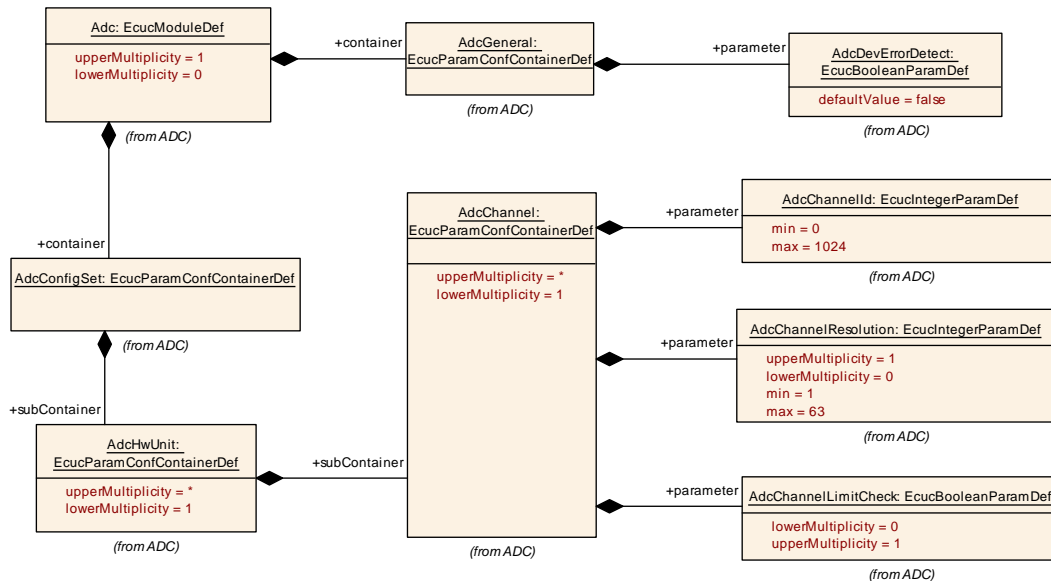 Adc: EcucModuleDef
upperMultiplicity = 1
lowerMultiplicity = 0
(from ADC)
+container
AdcGeneral:
EcucParamConfContainerDef
(from ADC)
+parameter
AdcDevErrorDetect:
EcucBooleanParamDef
defaultValue = false
(from ADC)
+container
AdcConfigSet: EcucParamConfContainerDef
(from ADC)
+subContainer
AdcHwUnit:
EcucParamConfContainerDef
upperMultiplicity = *
lowerMultiplicity = 1
(from ADC)
+subContainer
AdcChannel:
EcucParamConfContainerDef
upperMultiplicity = *
lowerMultiplicity = 1
(from ADC)
+parameter
AdcChannelId: EcucIntegerParamDef
min = 0
max = 1024
(from ADC)
+parameter
AdcChannelResolution: EcucIntegerParamDef
upperMultiplicity = 1
lowerMultiplicity = 0
min = 1
max = 63
(from ADC)
+parameter
AdcChannelLimitCheck: EcucBooleanParamDef
lowerMultiplicity = 0
upperMultiplicity = 1
(from ADC)